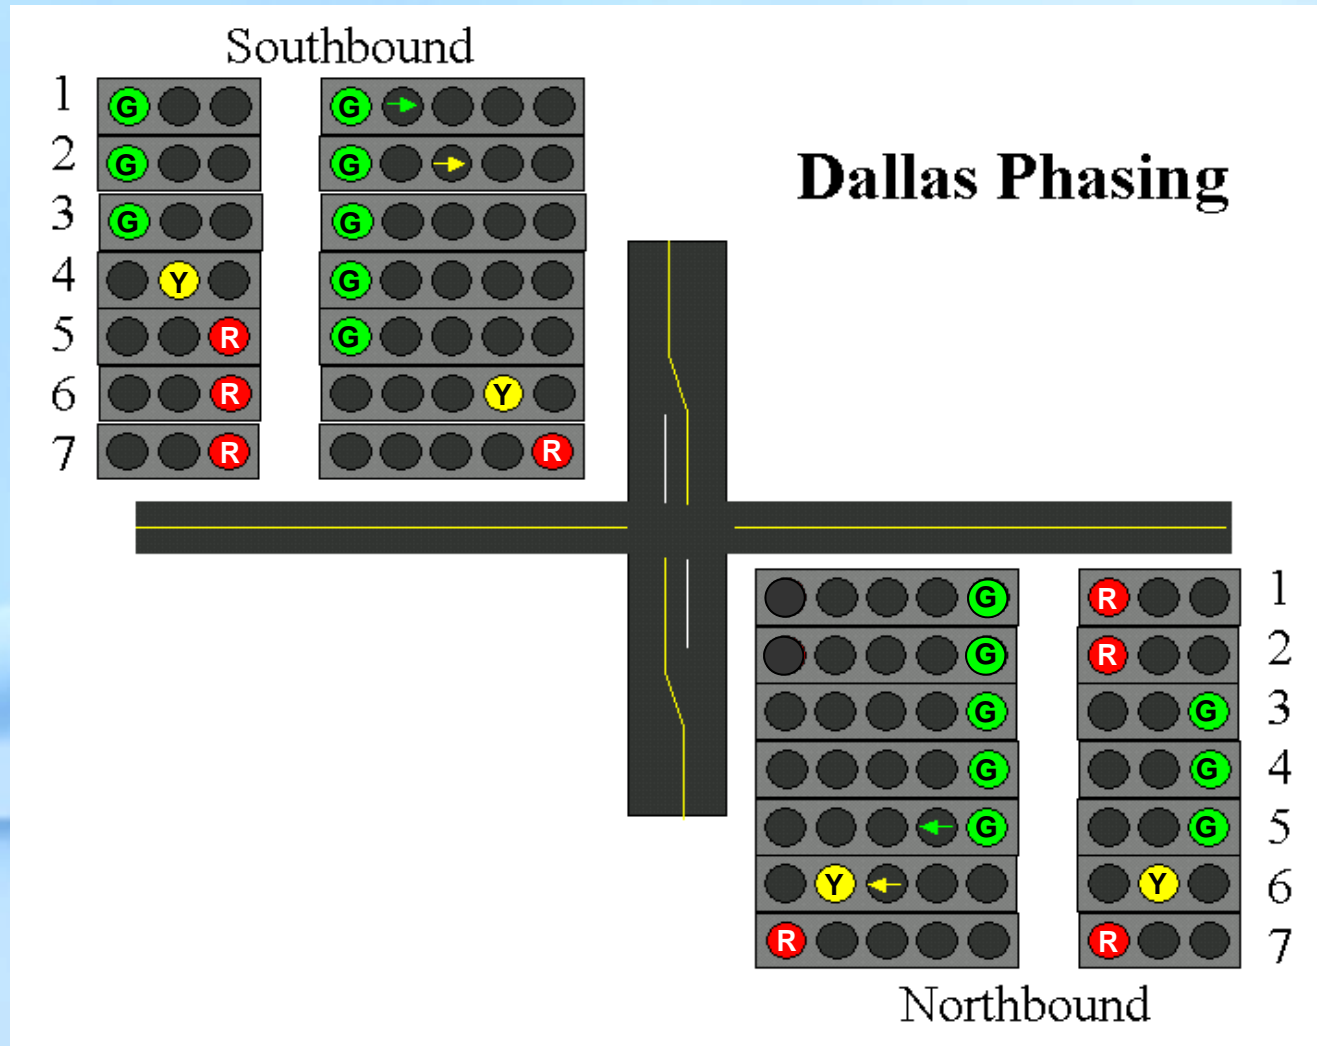 Southbound
Dallas Phasing
1 G G
2 G G
3 G G
4 Y G
5 R G
6 R Y
7 R R
G R 1
G R 2
G G 3
G G 4
G G 5
Y Y 6
R R 7
Northbound